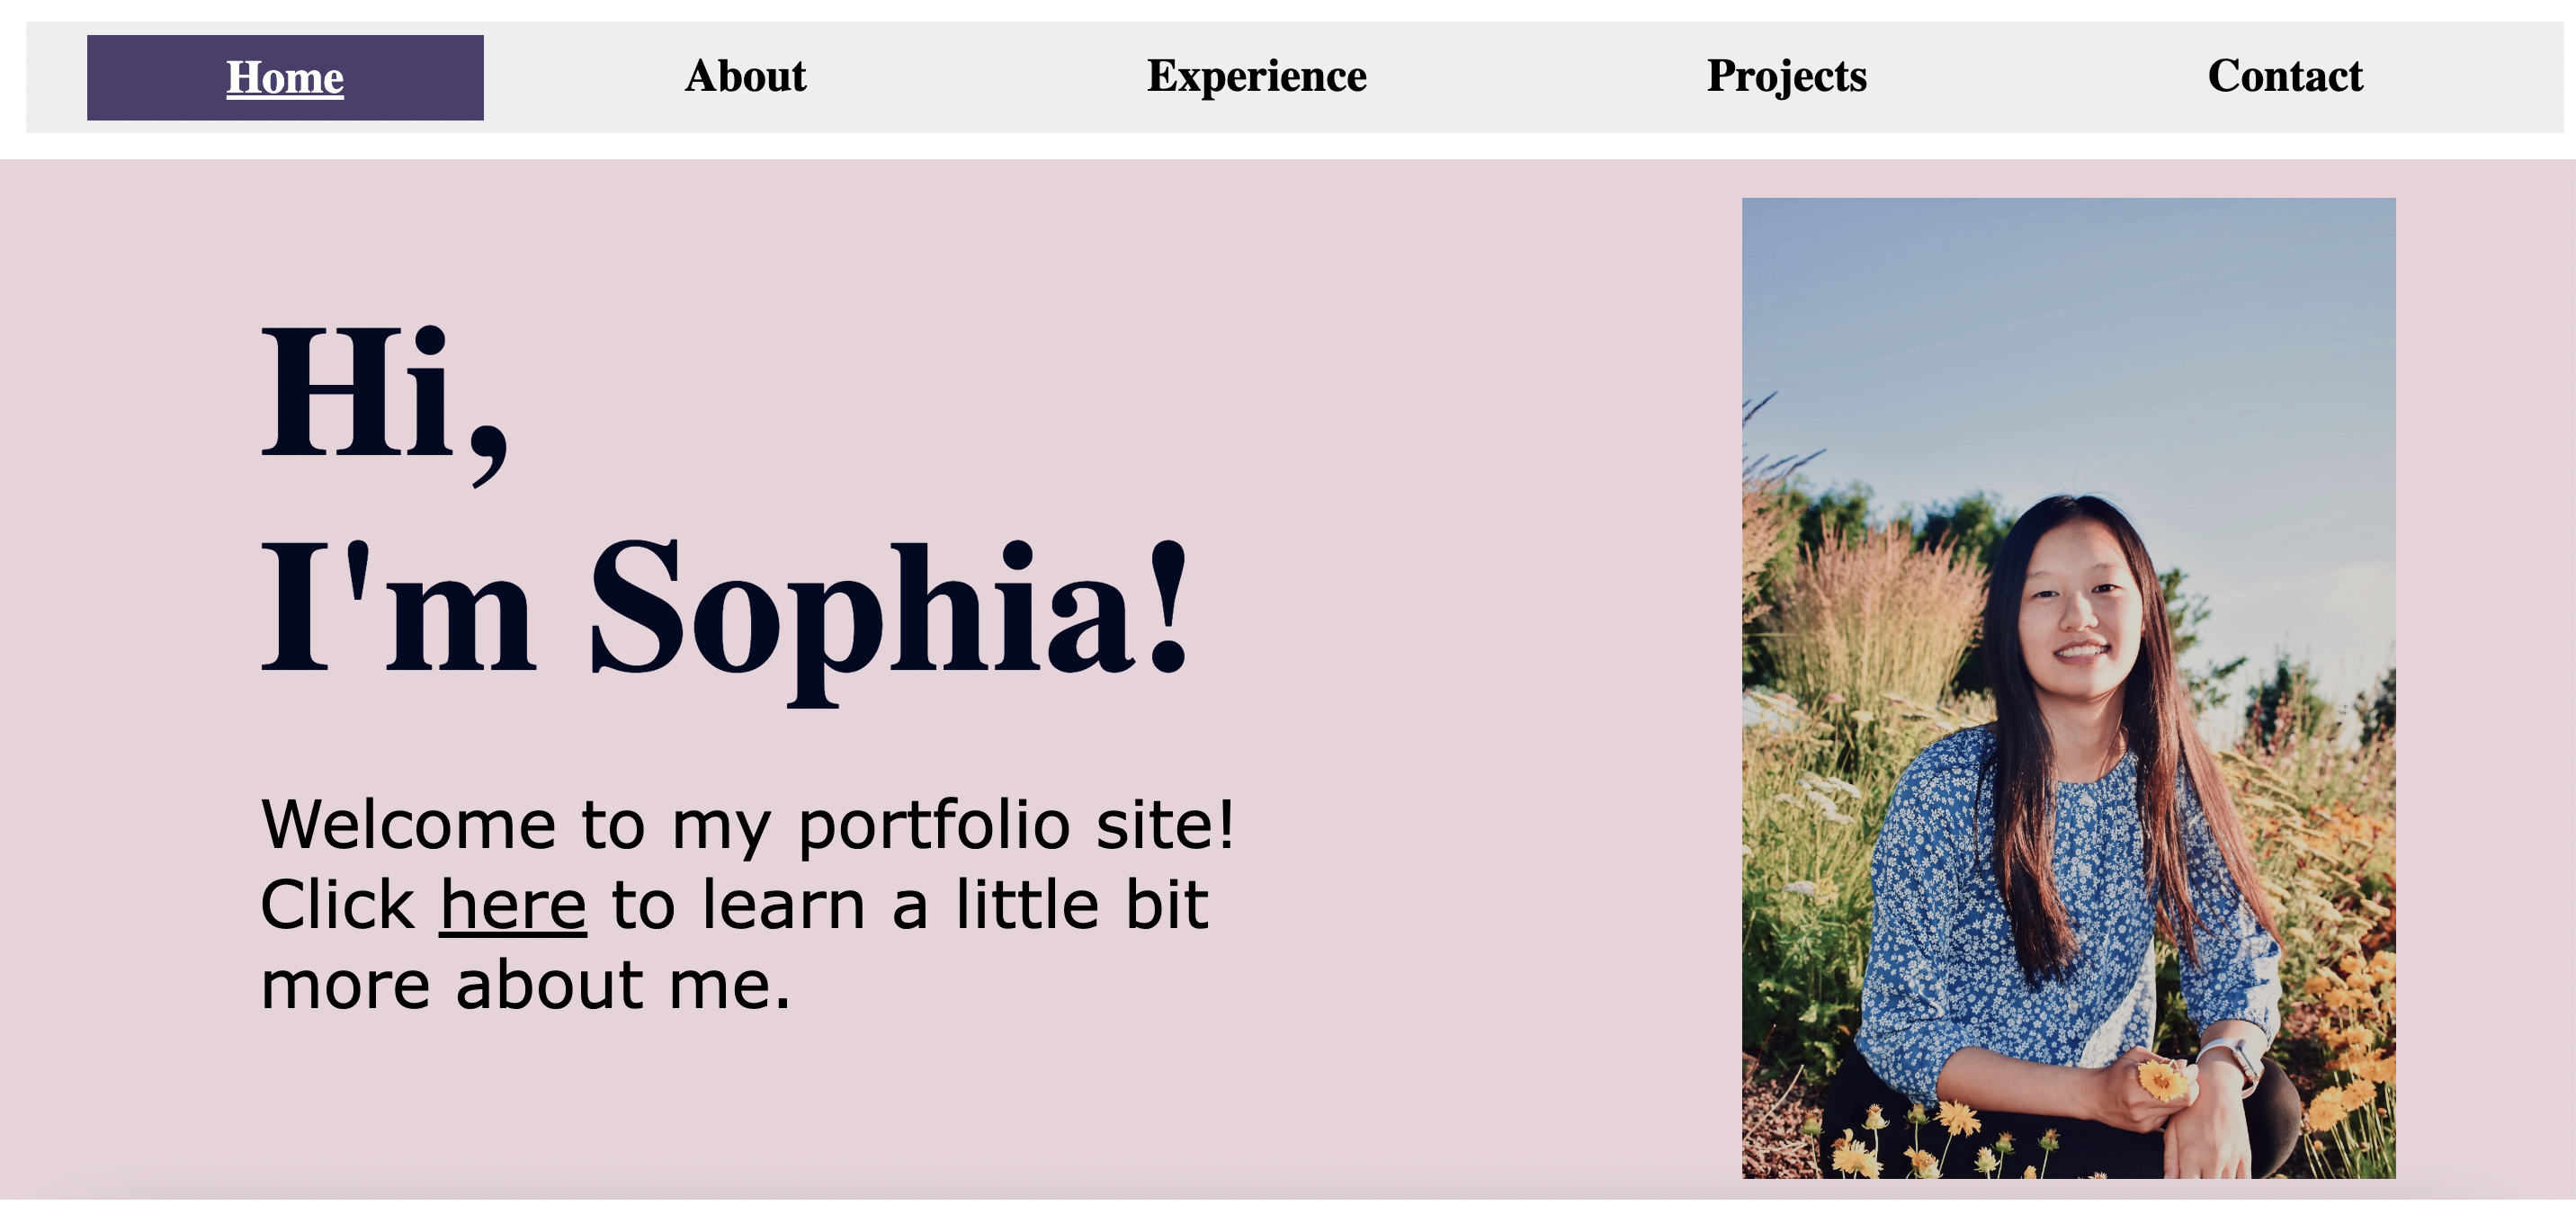 Home About Experience Projects Contact
Hi,
I'm Sophia!
Welcome to my portfolio site!
Click here to learn a little bit
more about me.